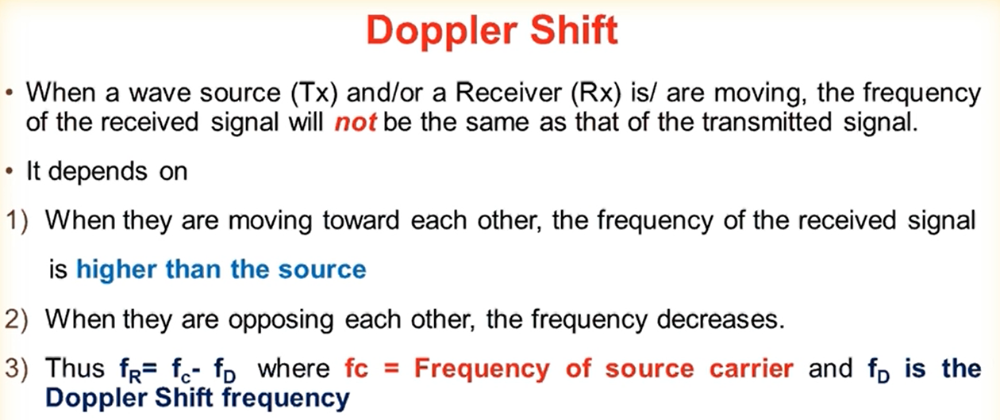 Doppler Shift
• When a wave source (Tx) and/or a Receiver (Rx) is/ are moving, the frequency
of the received signal will not be the same as that of the transmitted signal.
• It depends on
1) When they are moving toward each other, the frequency of the received signal
is higher than the source
2) When they are opposing each other, the frequency decreases.
3) Thus fR= fc- fD where fc = Frequency of source carrier and fD is the
Doppler Shift frequency